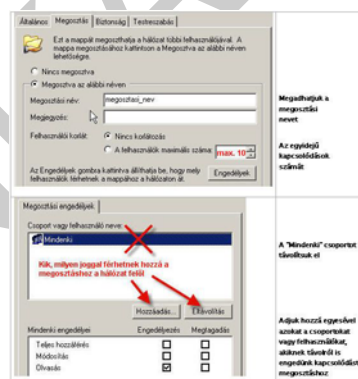 Általános Megosztás Biztonság Testreszabás
Ezt a mappát megoszthatja a hálózat többi felhasználójával. A
mappa megosztásához kattintson a Megosztva az alábbi néven
lehetőségre.
Nincs megosztva
Megosztva az alábbi néven
Megosztási név: megosztasi_nev
Megjegyzés:
Felhasználói korlát: Nincs korlátozás
A felhasználók maximális száma: max. 10
Az Engedélyek gombra kattintva állíthatja be, hogy mely
felhasználók férhetnek a mappához a hálózaton át.
Engedélyek
Megadhatjuk a
megosztási
nevet
Az egyidejű
kapcsolódások
számát
Megosztási engedélyek
Csoport vagy felhasználó neve:
Mindenki
Kik, milyen joggal férhetnek hozzá a
megosztáshoz a hálózat felől
Hozzáadás... Eltávolítás
Mindenki engedélyei Engedélyezés Megtagadás
Teljes hozzáférés
Módosítás
Olvasás
A "Mindenki" csoportot
távolítsuk el
Adjuk hozzá egyesével
azokat a csoportokat
vagy felhasználókat,
akiknek távolról is
engedünk kapcsolódást a
megosztáshoz